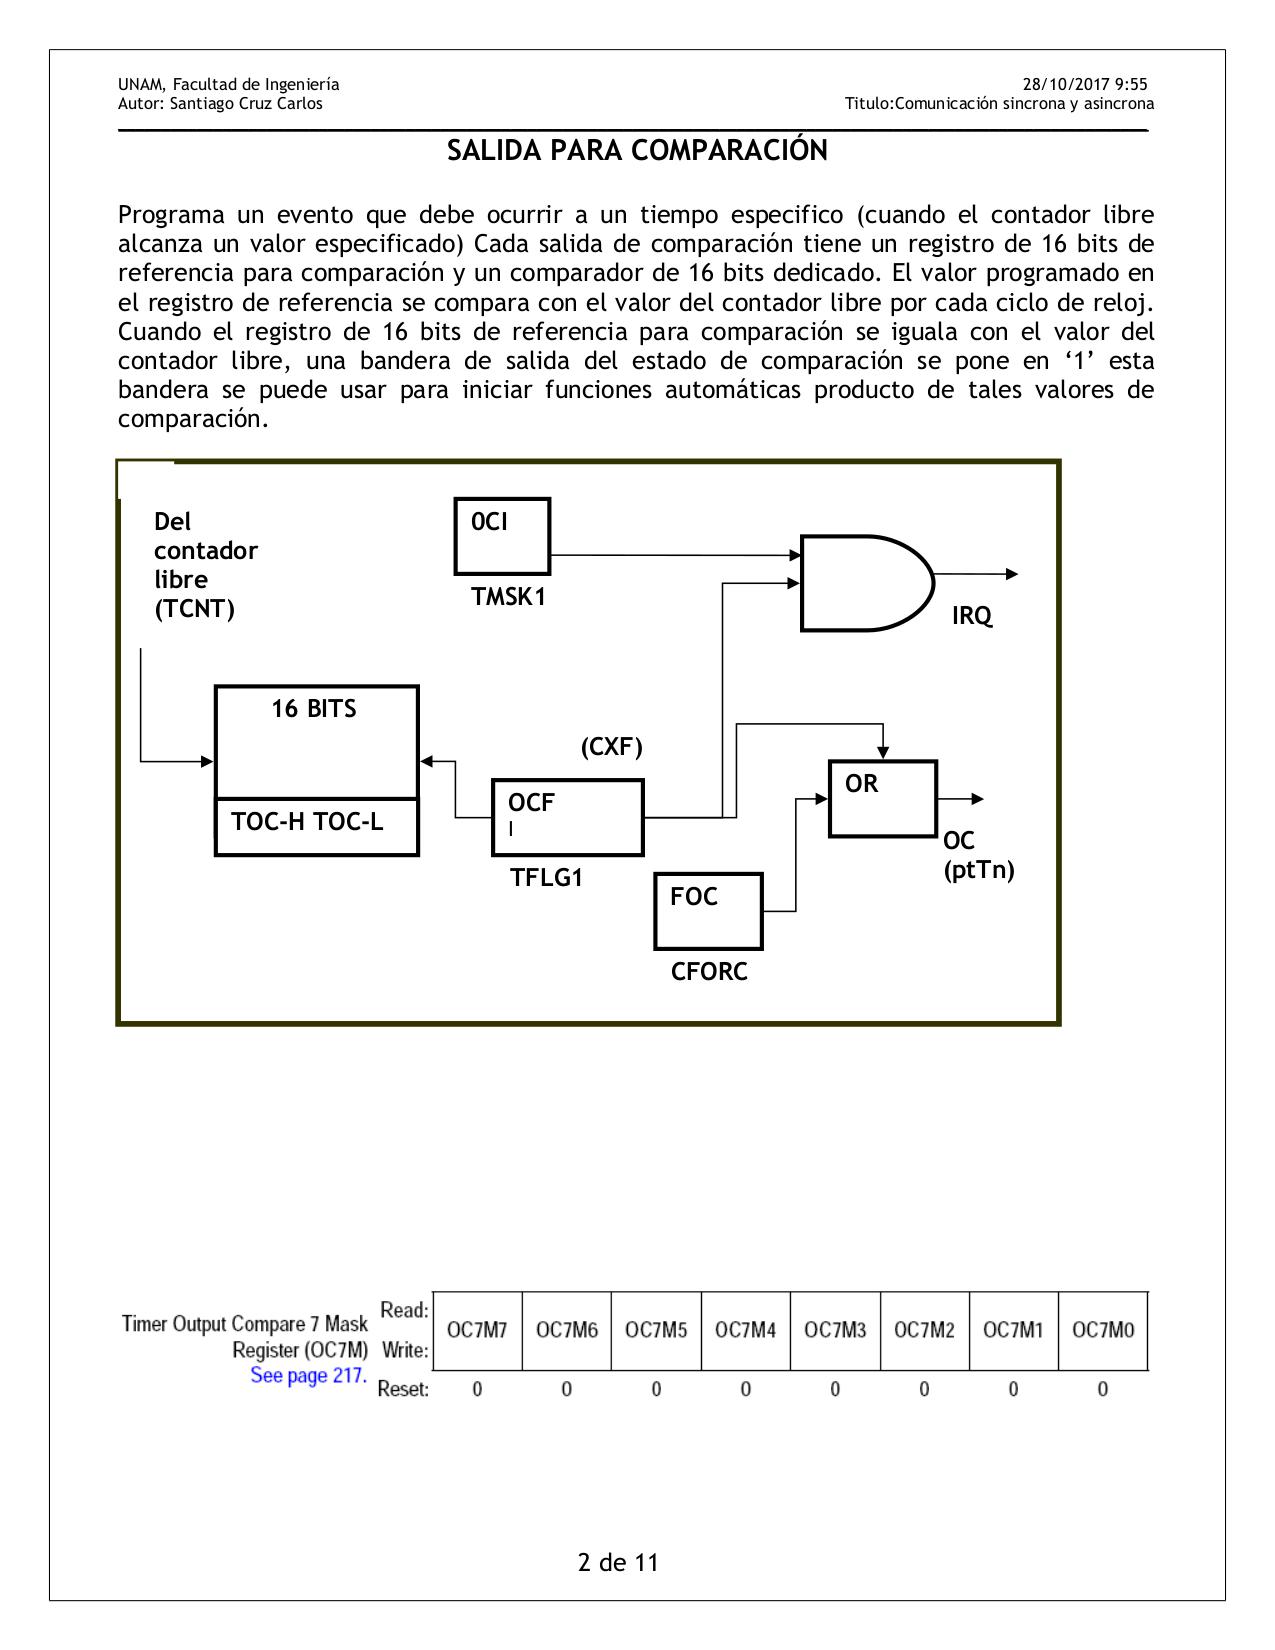 UNAM, Facultad de Ingeniería 28/10/2017 9:55
Autor: Santiago Cruz Carlos Titulo:Comunicación sincrona y asincrona
SALIDA PARA COMPARACIÓN
Programa un evento que debe ocurrir a un tiempo especifico (cuando el contador libre
alcanza un valor especificado) Cada salida de comparación tiene un registro de 16 bits de
referencia para comparación y un comparador de 16 bits dedicado. El valor programado en
el registro de referencia se compara con el valor del contador libre por cada ciclo de reloj.
Cuando el registro de 16 bits de referencia para comparación se iguala con el valor del
contador libre, una bandera de salida del estado de comparación se pone en ‘1’ esta
bandera se puede usar para iniciar funciones automáticas producto de tales valores de
comparación.
Del
contador
libre
(TCNT)
0CI
TMSK1
IRQ
16 BITS
TOC-H TOC-L
(CXF)
OCF
I
TFLG1
OR
OC
(ptTn)
FOC
CFORC
Timer Output Compare 7 Mask
Register (OC7M)
See page 217.
Read:
Write:
OC7M7 OC7M6 OC7M5 OC7M4 OC7M3 OC7M2 OC7M1 OC7M0
Reset: 0 0 0 0 0 0 0 0
2 de 11